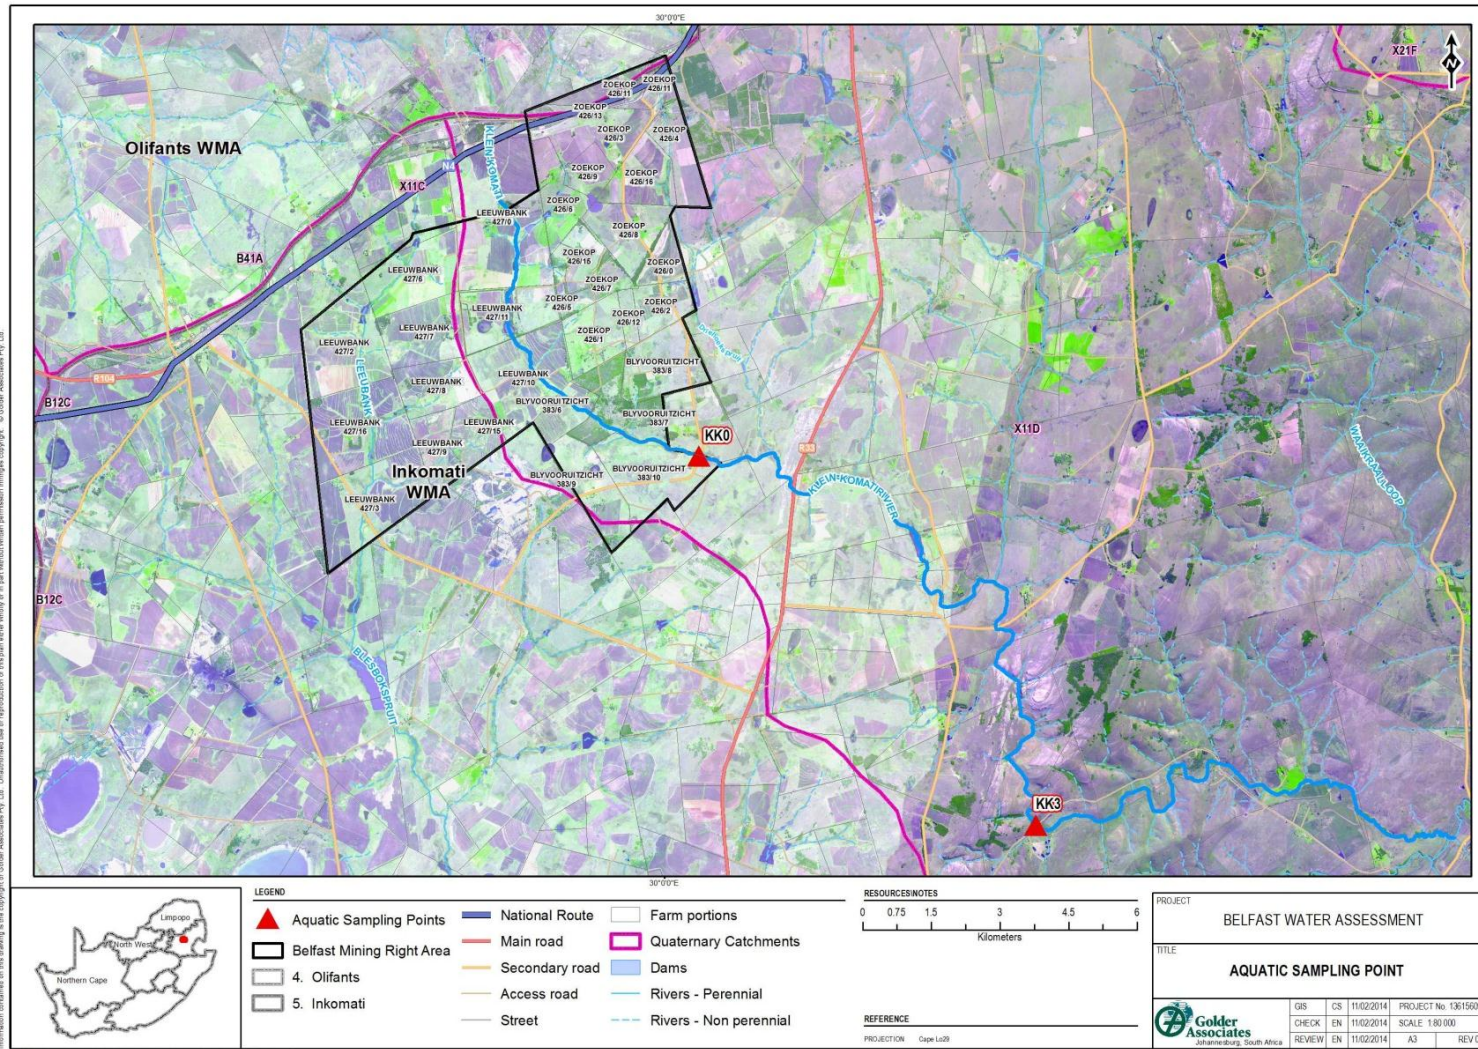 30°0'0"E
X21F
N
Olifants WMA
ZOEKOP
426/11
ZOEKOP
426/11
ZOEKOP
426/13
ZOEKOP
426/3
ZOEKOP
426/4
KLEIN-KOMATI
N4
X11C
ZOEKOP
426/9
ZOEKOP
426/16
LEEUWBANK
427/0
ZOEKOP
426/6
ZOEKOP
426/8
B41A
LEEUWBANK
427/6
ZOEKOP
426/15
ZOEKOP
426/0
ZOEKOP
426/7
ZOEKOP
426/5
ZOEKOP
426/2
LEEUWBANK
427/11
ZOEKOP
426/12
LEEUWBANK
427/7
ZOEKOP
426/1
LEEUWBANK
427/2
BLYVOORUITZICHT
383/8
R104
LEEUBANK
LEEUWBANK
427/8
LEEUWBANK
427/10
B12C
BLYVOORUITZICHT
383/6
BLYVOORUITZICHT
383/7
LEEUWBANK
427/16
LEEUWBANK
427/15
X11D
KK0
LEEUWBANK
427/9
R33
WAAIKRAALLOOP
Inkomati
WMA
BLYVOORUITZICHT
383/9
BLYVOORUITZICHT
383/10
KLEIN-KOMATIRIVIER
LEEUWBANK
427/3
B12C
BLESBOKSPRUIT
KK3
30°0'0"E
LEGEND
Aquatic Sampling Points
Belfast Mining Right Area
4. Olifants
5. Inkomati
National Route
Main road
Secondary road
Access road
Street
Farm portions
Quaternary Catchments
Dams
Rivers - Perennial
Rivers - Non perennial
Limpopo
North West
Northern Cape
RESOURCES\NOTES
0 0.75 1.5 3 4.5 6
Kilometers
REFERENCE
PROJECTION Cape Lo29
PROJECT
BELFAST WATER ASSESSMENT
TITLE
AQUATIC SAMPLING POINT
Golder
Associates
Johannesburg, South Africa
GIS CS 11/02/2014 PROJECT No. 1361560
CHECK EN 11/02/2014 SCALE 1:80 000
REVIEW EN 11/02/2014 A3 REV 0